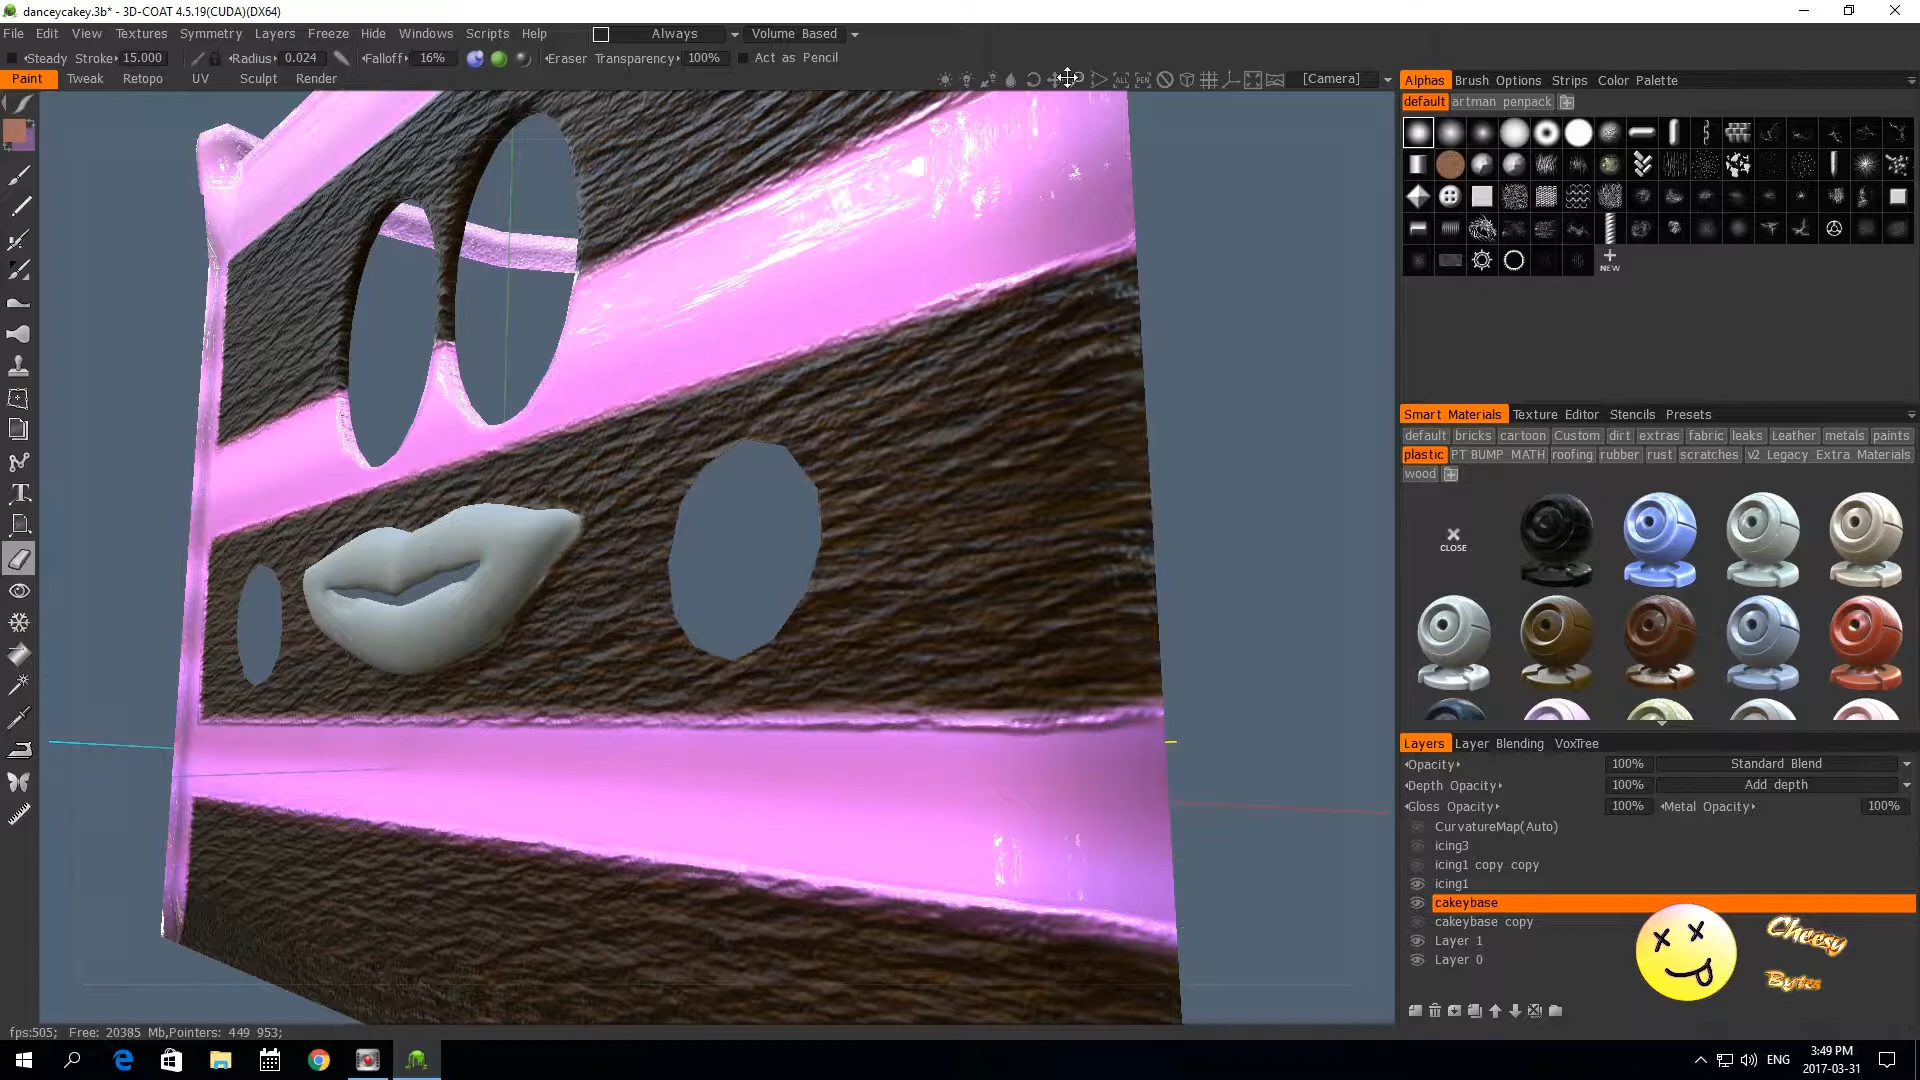 danceycakey.3b* - 3D-COAT 4.5.19(CUDA)(DX64)
File Edit View Textures Symmetry Layers Freeze Hide Windows Scripts Help Always Volume Based
Steady Stroke 15.000 Radius 0.024 Falloff 16% Eraser Transparency 100% Act as Pencil
Paint Tweak Retopo UV Sculpt Render [Camera]
ALL PEN
Alphas Brush Options Strips Color Palette
default artman penpack
NEW
Smart Materials Texture Editor Stencils Presets
default bricks cartoon Custom dirt extras fabric leaks Leather metals paints
plastic PT BUMP MATH roofing rubber rust scratches v2 Legacy Extra Materials
wood
CLOSE
Layers Layer Blending VoxTree
Opacity 100% Standard Blend
Depth Opacity 100% Add depth
Gloss Opacity 100% Metal Opacity 100%
CurvatureMap(Auto)
icing3
icing1 copy copy
icing1
cakeybase
cakeybase copy
Layer 1
Layer 0
Cheesy
Bytes
fps:505; Free: 20385 Mb,Pointers: 449 953;
ENG
3:49 PM
2017-03-31